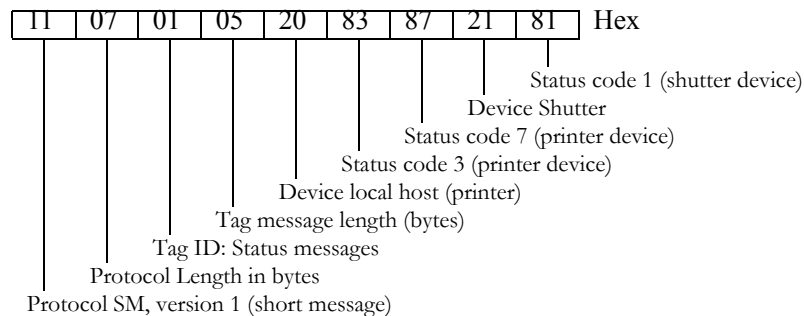 11 07 01 05 20 83 87 21 81 Hex
Status code 1 (shutter device)
Device Shutter
Status code 7 (printer device)
Status code 3 (printer device)
Device local host (printer)
Tag message length (bytes)
Tag ID: Status messages
Protocol Length in bytes
Protocol SM, version 1 (short message)